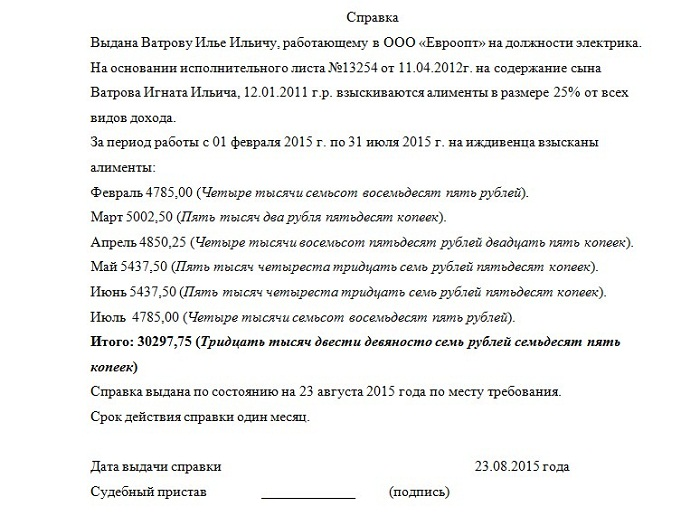 Справка
Выдана Ватрову Илье Ильичу, работающему в ООО «Евроопт» на должности электрика.
На основании исполнительного листа №13254 от 11.04.2012г. на содержание сына
Ватрова Игната Ильича, 12.01.2011 г.р. взыскиваются алименты в размере 25% от всех
видов дохода.
За период работы с 01 февраля 2015 г. по 31 июля 2015 г. на иждивенца взысканы
алименты:
Февраль 4785,00 (Четыре тысячи семьсот восемьдесят пять рублей).
Март 5002,50 (Пять тысяч два рубля пятьдесят копеек).
Апрель 4850,25 (Четыре тысячи восемьсот пятьдесят рублей двадцать пять копеек).
Май 5437,50 (Пять тысяч четыреста тридцать семь рублей пятьдесят копеек).
Июнь 5437,50 (Пять тысяч четыреста тридцать семь рублей пятьдесят копеек).
Июль 4785,00 (Четыре тысячи семьсот восемьдесят пять рублей).
Итого: 30297,75 (Тридцать тысяч двести девяносто семь рублей семьдесят пять
копеек)
Справка выдана по состоянию на 23 августа 2015 года по месту требования.
Срок действия справки один месяц.
Дата выдачи справки 23.08.2015 года
Судебный пристав ______________ (подпись)